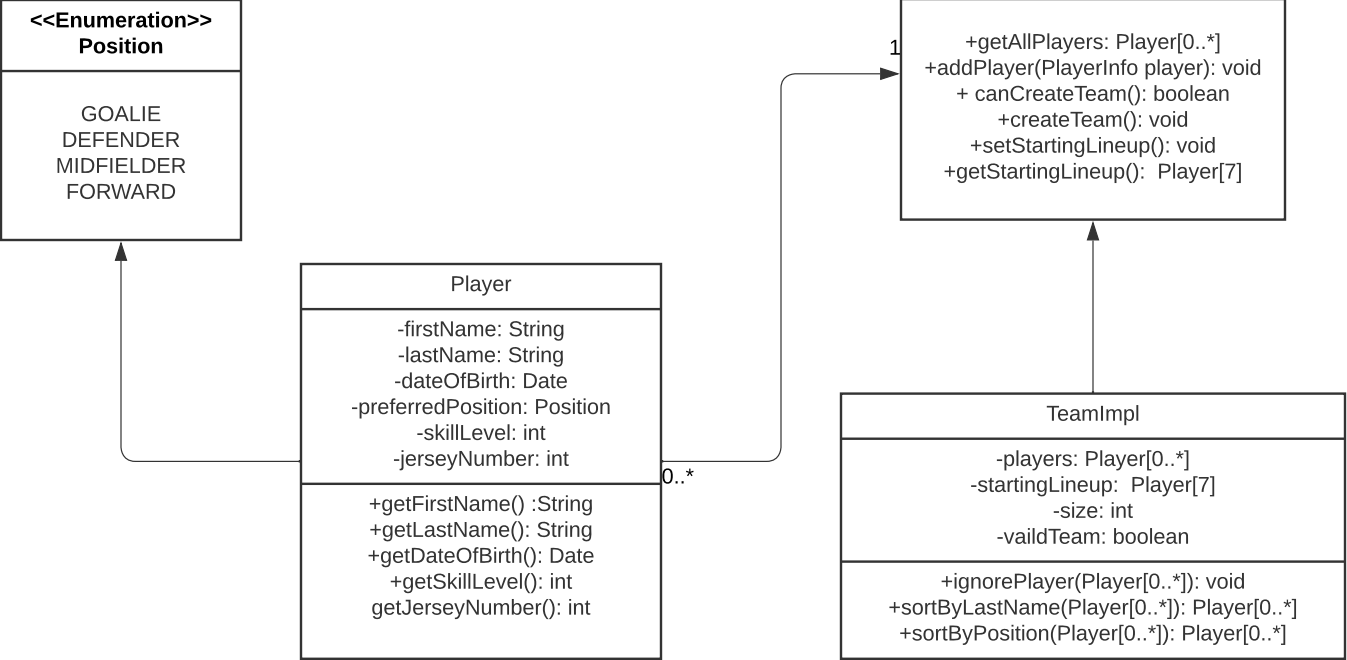 <<Enumeration>>
Position
GOALIE
DEFENDER
MIDFIELDER
FORWARD
1
+getAllPlayers: Player[0..*]
+addPlayer(PlayerInfo player): void
+ canCreateTeam(): boolean
+createTeam(): void
+setStartingLineup(): void
+getStartingLineup():  Player[7]
Player
-firstName: String
-lastName: String
-dateOfBirth: Date
-preferredPosition: Position
-skillLevel: int
-jerseyNumber: int
0..*
+getFirstName() :String
+getLastName(): String
+getDateOfBirth(): Date
+getSkillLevel(): int
getJerseyNumber(): int
TeamImpl
-players: Player[0..*]
-startingLineup:  Player[7]
-size: int
-vaildTeam: boolean
+ignorePlayer(Player[0..*]): void
+sortByLastName(Player[0..*]): Player[0..*]
+sortByPosition(Player[0..*]): Player[0..*]